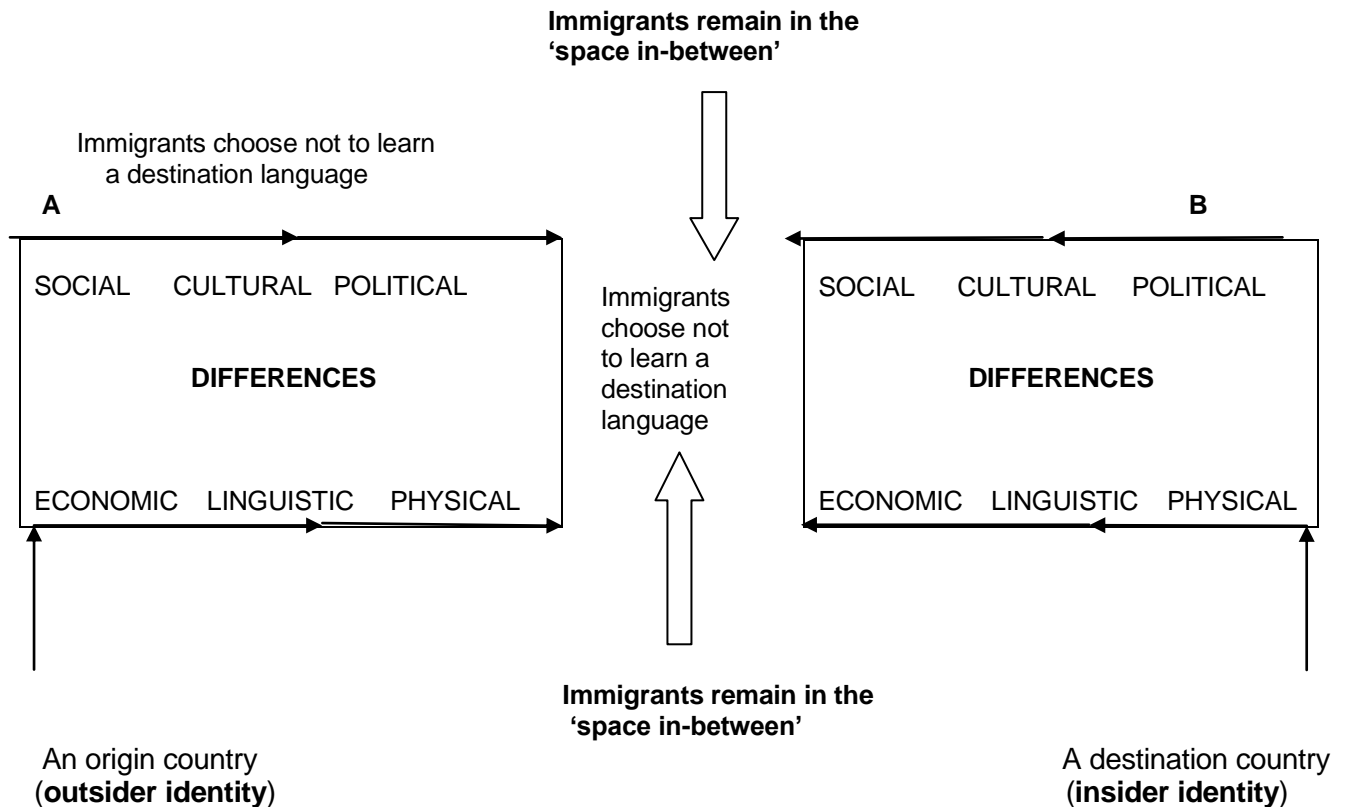 Immigrants remain in the
‘space in-between’
Immigrants choose not to learn
a destination language
A
B
SOCIAL CULTURAL POLITICAL
DIFFERENCES
ECONOMIC LINGUISTIC PHYSICAL
Immigrants
choose not
to learn a
destination
language
SOCIAL CULTURAL POLITICAL
DIFFERENCES
ECONOMIC LINGUISTIC PHYSICAL
Immigrants remain in the
‘space in-between’
An origin country
(outsider identity)
A destination country
(insider identity)